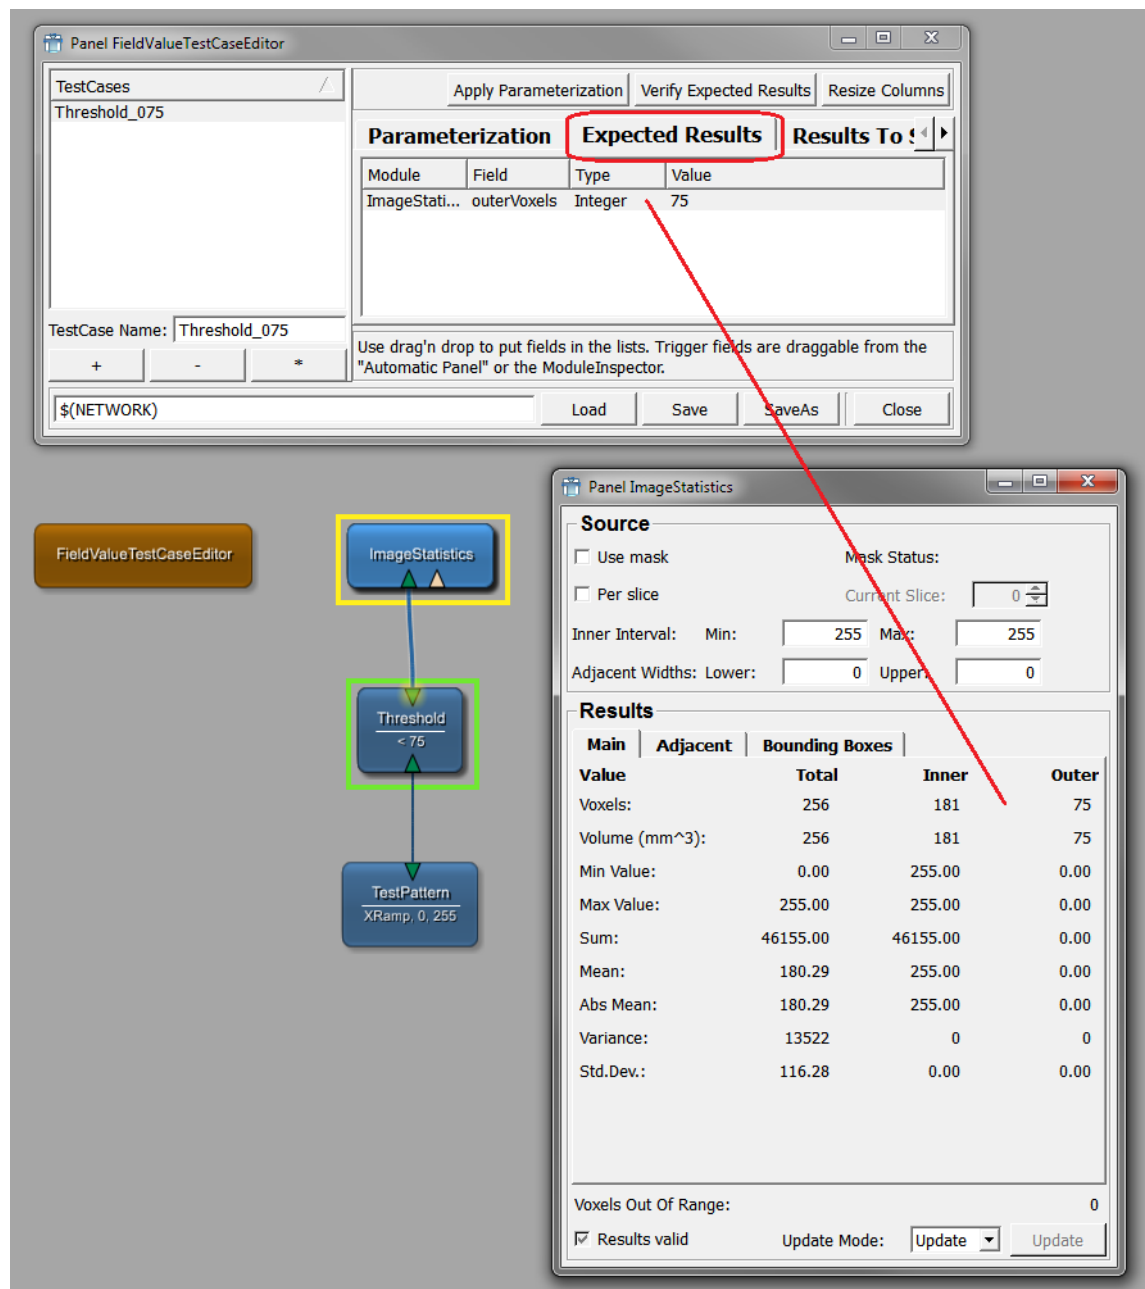 Panel FieldValueTestCaseEditor
TestCases
Threshold_075
Apply Parameterization Verify Expected Results Resize Columns
Parameterization Expected Results Results To S
Module Field Type Value
ImageStati... outerVoxels Integer 75
TestCase Name: Threshold_075
+ - *
Use drag'n drop to put fields in the lists. Trigger fields are draggable from the
"Automatic Panel" or the ModuleInspector.
$(NETWORK) Load Save SaveAs Close
FieldValueTestCaseEditor
ImageStatistics
Threshold
< 75
TestPattern
XRamp, 0, 255
Panel ImageStatistics
Source
Use mask Mask Status:
Per slice Current Slice: 0
Inner Interval: Min: 255 Max: 255
Adjacent Widths: Lower: 0 Upper: 0
Results
Main Adjacent Bounding Boxes
Value Total Inner Outer
Voxels: 256 181 75
Volume (mm^3): 256 181 75
Min Value: 0.00 255.00 0.00
Max Value: 255.00 255.00 0.00
Sum: 46155.00 46155.00 0.00
Mean: 180.29 255.00 0.00
Abs Mean: 180.29 255.00 0.00
Variance: 13522 0 0
Std.Dev.: 116.28 0.00 0.00
Voxels Out Of Range: 0
Results valid Update Mode: Update Update